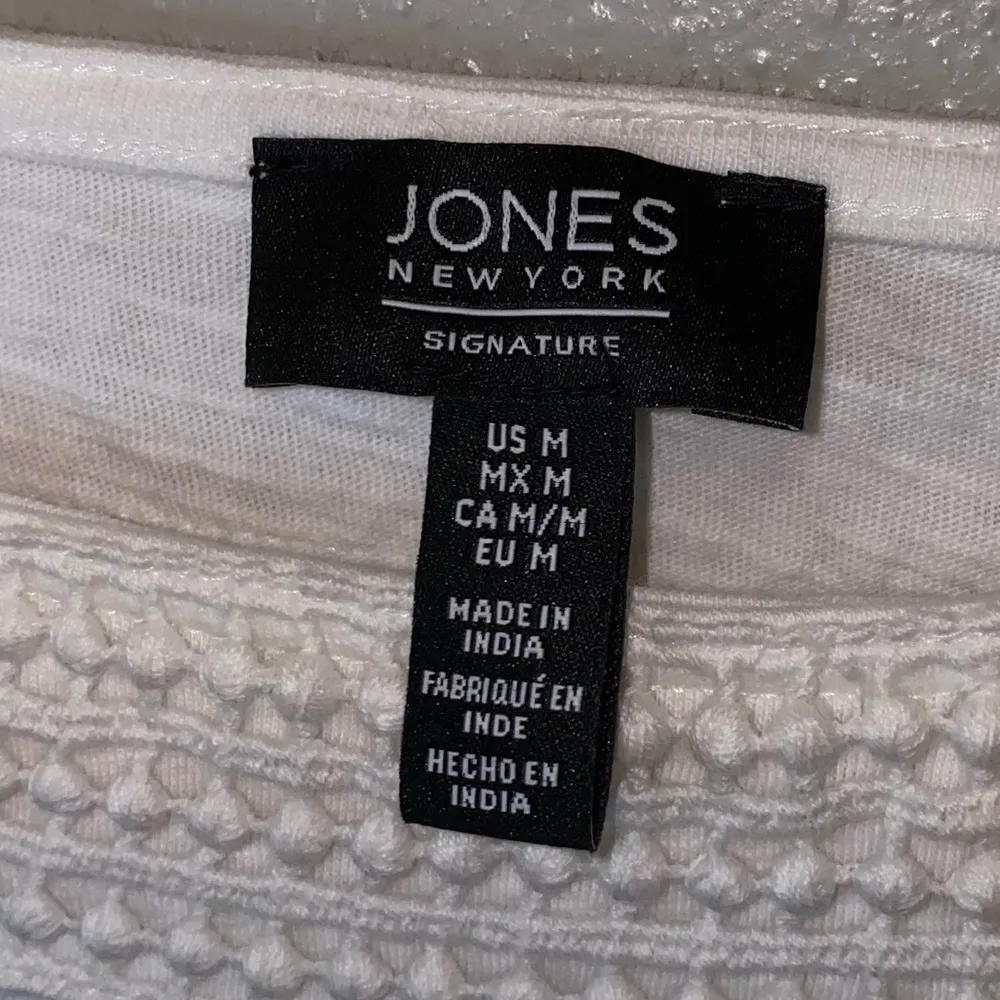 JONES
NEW YORK
SIGNATURE
US M
MX M
CA M/M
EU M
MADE IN
INDIA
FABRIQUÉ EN
INDE
HECHO EN
INDIA